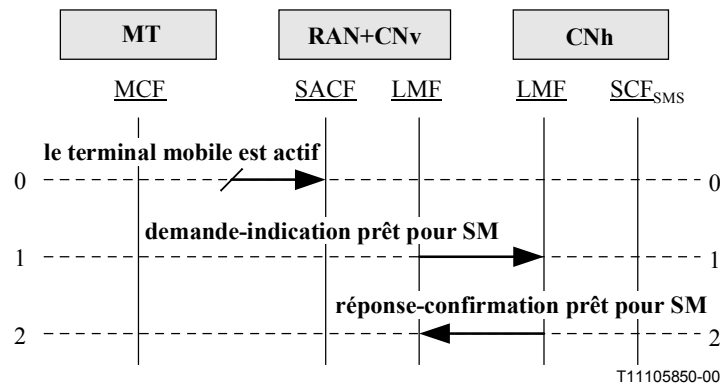 MT RAN+CNv CNh
MCF SACF LMF LMF SCFSMS
le terminal mobile est actif
0 0
demande-indication prêt pour SM
1 1
réponse-confirmation prêt pour SM
2 2
T11105850-00